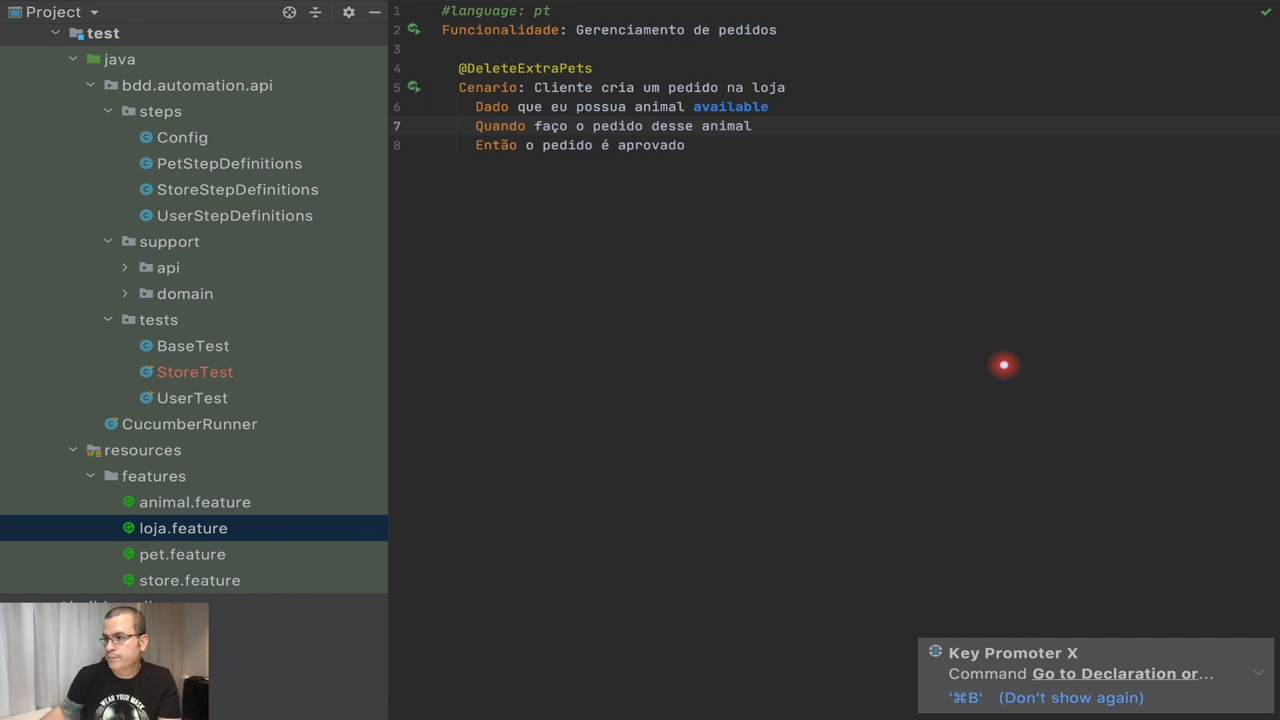 Project
test
java
bdd.automation.api
steps
Config
PetStepDefinitions
StoreStepDefinitions
UserStepDefinitions
support
api
domain
tests
BaseTest
StoreTest
UserTest
CucumberRunner
resources
features
animal.feature
loja.feature
pet.feature
store.feature
1 #language: pt
2 Funcionalidade: Gerenciamento de pedidos
3
4 @DeleteExtraPets
5 Cenario: Cliente cria um pedido na loja
6 Dado que eu possua animal available
7 Quando faço o pedido desse animal
8 Então o pedido é aprovado
WEAR YOUR MASK
Key Promoter X
Command Go to Declaration or...
'⌘B' (Don't show again)